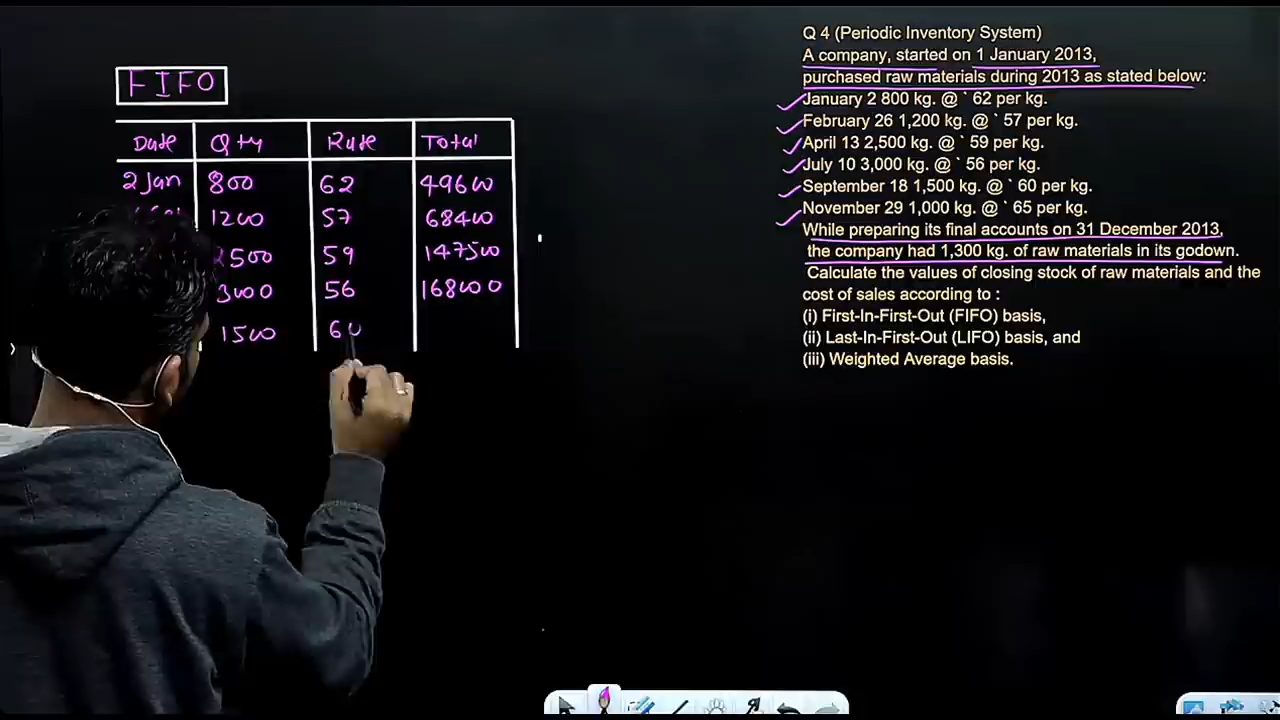 FIFO
Date Qty Rate Total
2 Jan 800 62 49600
1200 57 68400
2500 59 147500
3000 56 168000
1500 60
Q 4 (Periodic Inventory System)
A company, started on 1 January 2013,
purchased raw materials during 2013 as stated below:
January 2 800 kg. @ ` 62 per kg.
February 26 1,200 kg. @ ` 57 per kg.
April 13 2,500 kg. @ ` 59 per kg.
July 10 3,000 kg. @ ` 56 per kg.
September 18 1,500 kg. @ ` 60 per kg.
November 29 1,000 kg. @ ` 65 per kg.
While preparing its final accounts on 31 December 2013,
the company had 1,300 kg. of raw materials in its godown.
Calculate the values of closing stock of raw materials and the
cost of sales according to :
(i) First-In-First-Out (FIFO) basis,
(ii) Last-In-First-Out (LIFO) basis, and
(iii) Weighted Average basis.